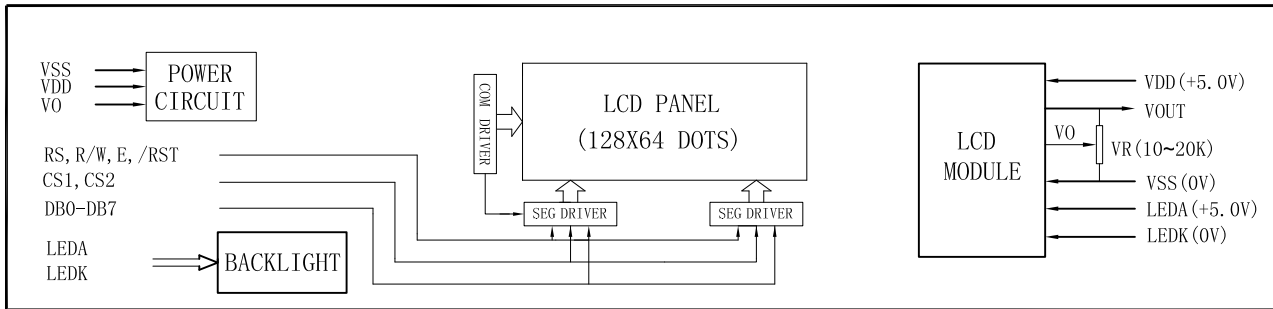 VSS
VDD
VO
POWER
CIRCUIT
RS, R/W, E, /RST
CS1, CS2
DB0-DB7
LEDA
LEDK
BACKLIGHT
COM DRIVER
LCD PANEL
(128X64 DOTS)
SEG DRIVER
SEG DRIVER
LCD
MODULE
VDD(+5.0V)
VOUT
VO
VR(10~20K)
VSS(0V)
LEDA(+5.0V)
LEDK(0V)